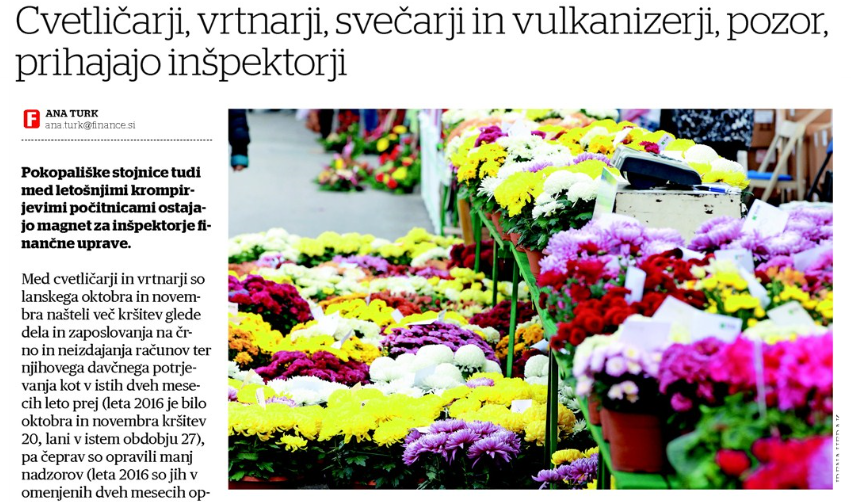 Cvetličarji, vrtnarji, svečarji in vulkanizerji, pozor,
prihajajo inšpektorji
F
ANA TURK
ana.turk@finance.si
Pokopališke stojnice tudi
med letošnjimi krompir-
jevimi počitnicami ostaja-
jo magnet za inšpektorje fi-
nančne uprave.
Med cvetličarji in vrtnarji so
lanskega oktobra in novem-
bra našteli več kršitev glede
dela in zaposlovanja na čr-
no in neizdajanja računov ter
njihovega davčnega potrje-
vanja kot v istih dveh mese-
cih leto prej (leta 2016 je bilo
oktobra in novembra kršitev
20, lani v istem obdobju 27),
pa čeprav so opravili manj
nadzorov (leta 2016 so jih v
omenjenih dveh mesecih op-